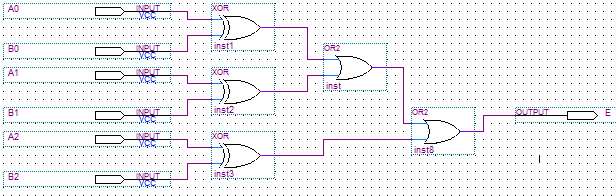 A0 INPUT VCC
XOR
inst1
B0 INPUT VCC
OR2
inst
A1 INPUT VCC
XOR
inst2
B1 INPUT VCC
OR2
inst8
OUTPUT E
A2 INPUT VCC
XOR
inst3
B2 INPUT VCC